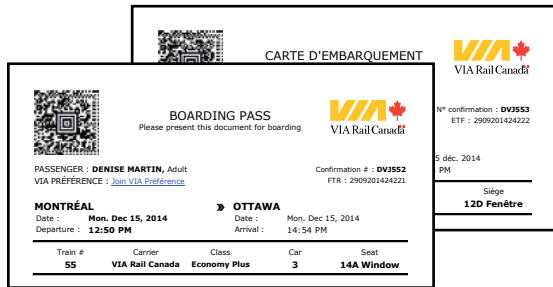 CARTE D'EMBARQUEMENT
VIA Rail Canada
N° confirmation : DVJ553
ETF : 2909201424222
5 déc. 2014
PM
Siège
12D Fenêtre
BOARDING PASS
Please present this document for boarding
VIA Rail Canada
PASSENGER : DENISE MARTIN, Adult
Confirmation # : DVJ552
VIA PRÉFÉRENCE : Join VIA Préférence
FTR : 2909201424221
MONTRÉAL » OTTAWA
Date : Mon. Dec 15, 2014 Date : Mon. Dec 15, 2014
Departure : 12:50 PM Arrival : 14:54 PM
Train # Carrier Class Car Seat
55 VIA Rail Canada Economy Plus 3 14A Window